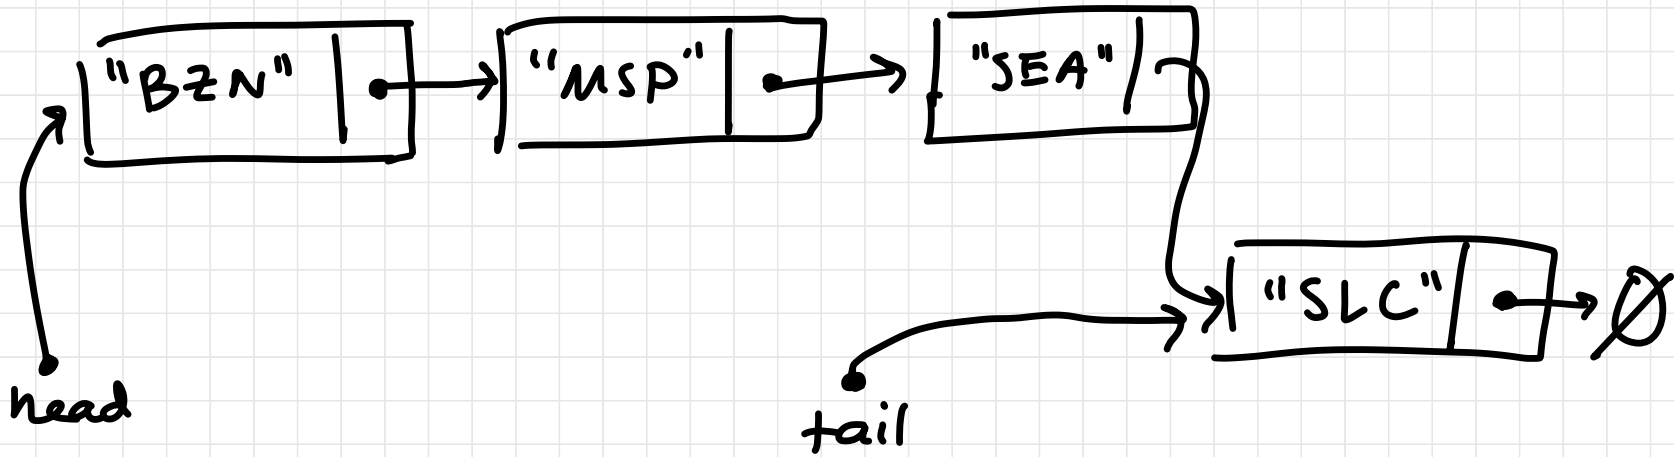 "BZN"
"MSP"
"SEA"
"SLC"
Ø
head
tail